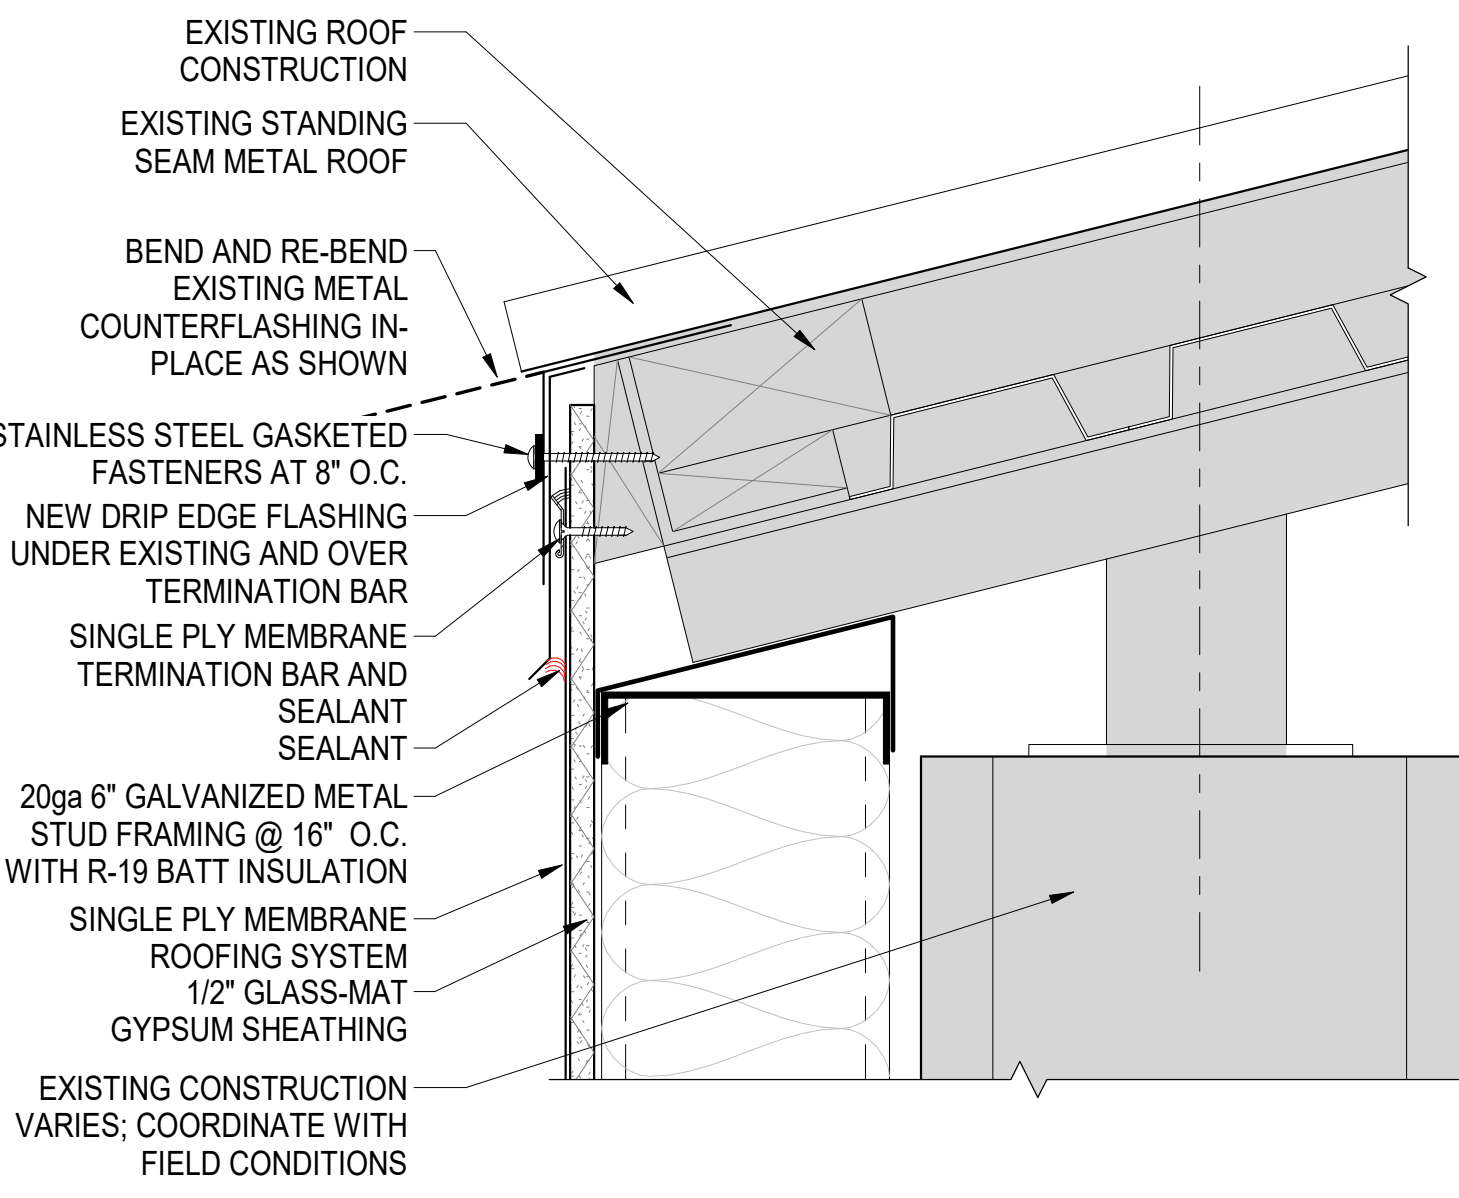 EXISTING ROOF
CONSTRUCTION
EXISTING STANDING
SEAM METAL ROOF
BEND AND RE-BEND
EXISTING METAL
COUNTERFLASHING IN-
PLACE AS SHOWN
STAINLESS STEEL GASKETED
FASTENERS AT 8" O.C.
NEW DRIP EDGE FLASHING
UNDER EXISTING AND OVER
TERMINATION BAR
SINGLE PLY MEMBRANE
TERMINATION BAR AND
SEALANT
SEALANT
20ga 6" GALVANIZED METAL
STUD FRAMING @ 16" O.C.
WITH R-19 BATT INSULATION
SINGLE PLY MEMBRANE
ROOFING SYSTEM
1/2" GLASS-MAT
GYPSUM SHEATHING
EXISTING CONSTRUCTION
VARIES; COORDINATE WITH
FIELD CONDITIONS